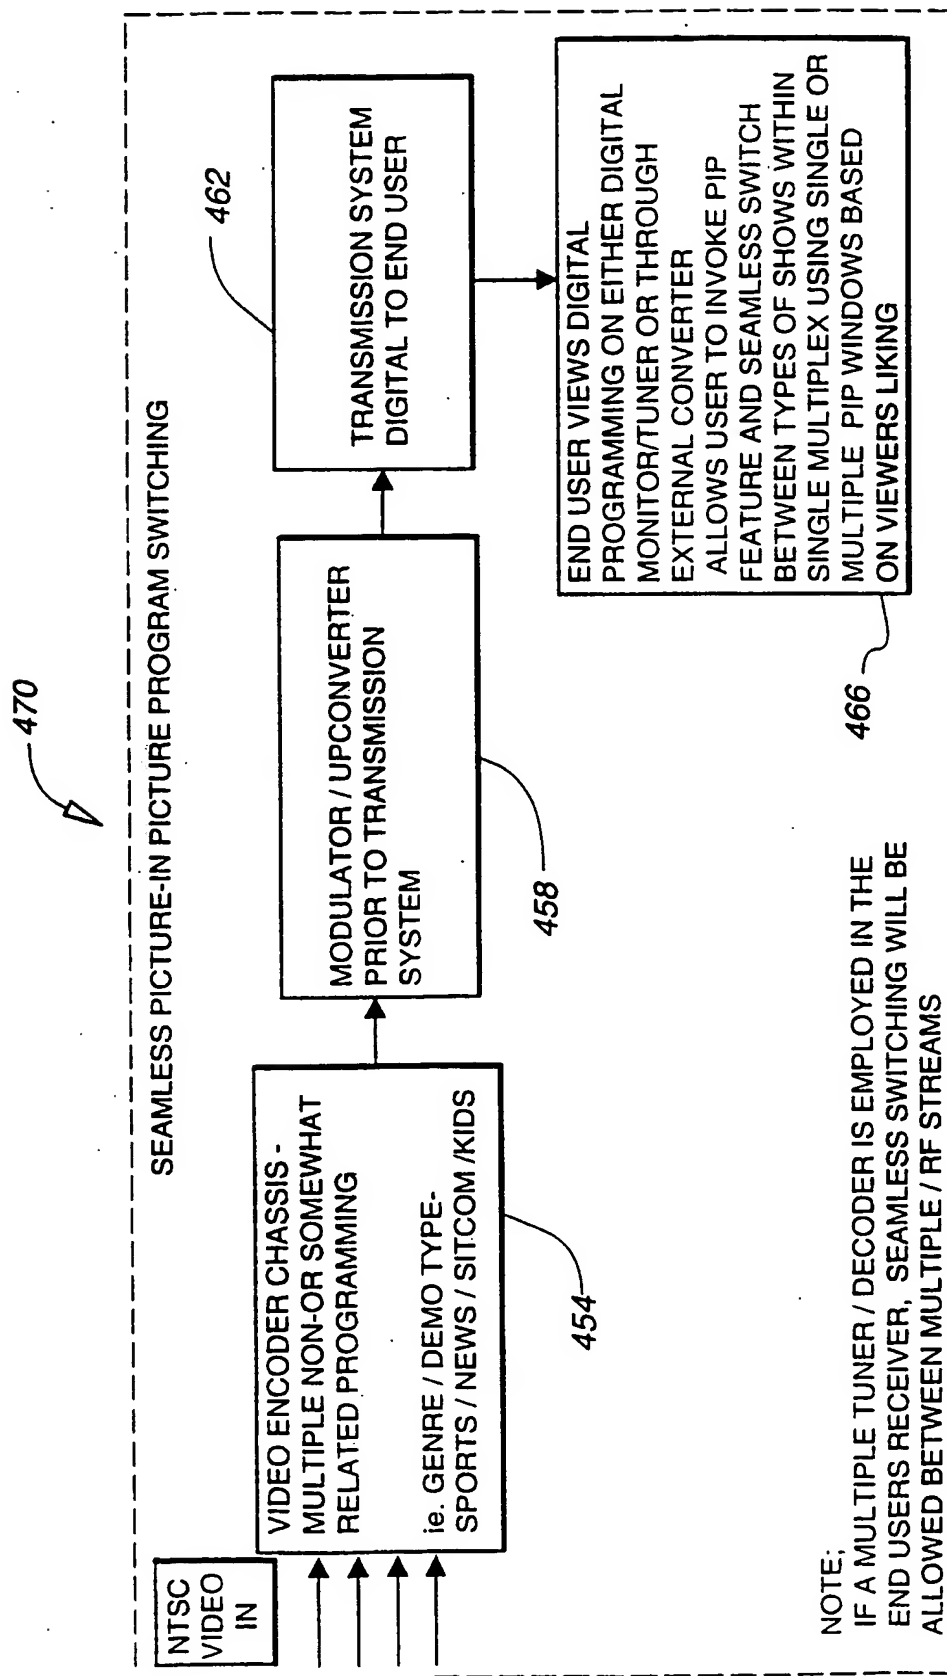 470
SEAMLESS PICTURE-IN PICTURE PROGRAM SWITCHING
NTSC
VIDEO
IN
VIDEO ENCODER CHASSIS -
MULTIPLE NON-OR SOMEWHAT
RELATED PROGRAMMING
ie. GENRE / DEMO TYPE-
SPORTS / NEWS / SITCOM /KIDS
454
MODULATOR / UPCONVERTER
PRIOR TO TRANSMISSION
SYSTEM
458
TRANSMISSION SYSTEM
DIGITAL TO END USER
462
END USER VIEWS DIGITAL
PROGRAMMING ON EITHER DIGITAL
MONITOR/TUNER OR THROUGH
EXTERNAL CONVERTER
ALLOWS USER TO INVOKE PIP
FEATURE AND SEAMLESS SWITCH
BETWEEN TYPES OF SHOWS WITHIN
SINGLE MULTIPLEX USING SINGLE OR
MULTIPLE PIP WINDOWS BASED
ON VIEWERS LIKING
466
NOTE;
IF A MULTIPLE TUNER / DECODER IS EMPLOYED IN THE
END USERS RECEIVER, SEAMLESS SWITCHING WILL BE
ALLOWED BETWEEN MULTIPLE / RF STREAMS